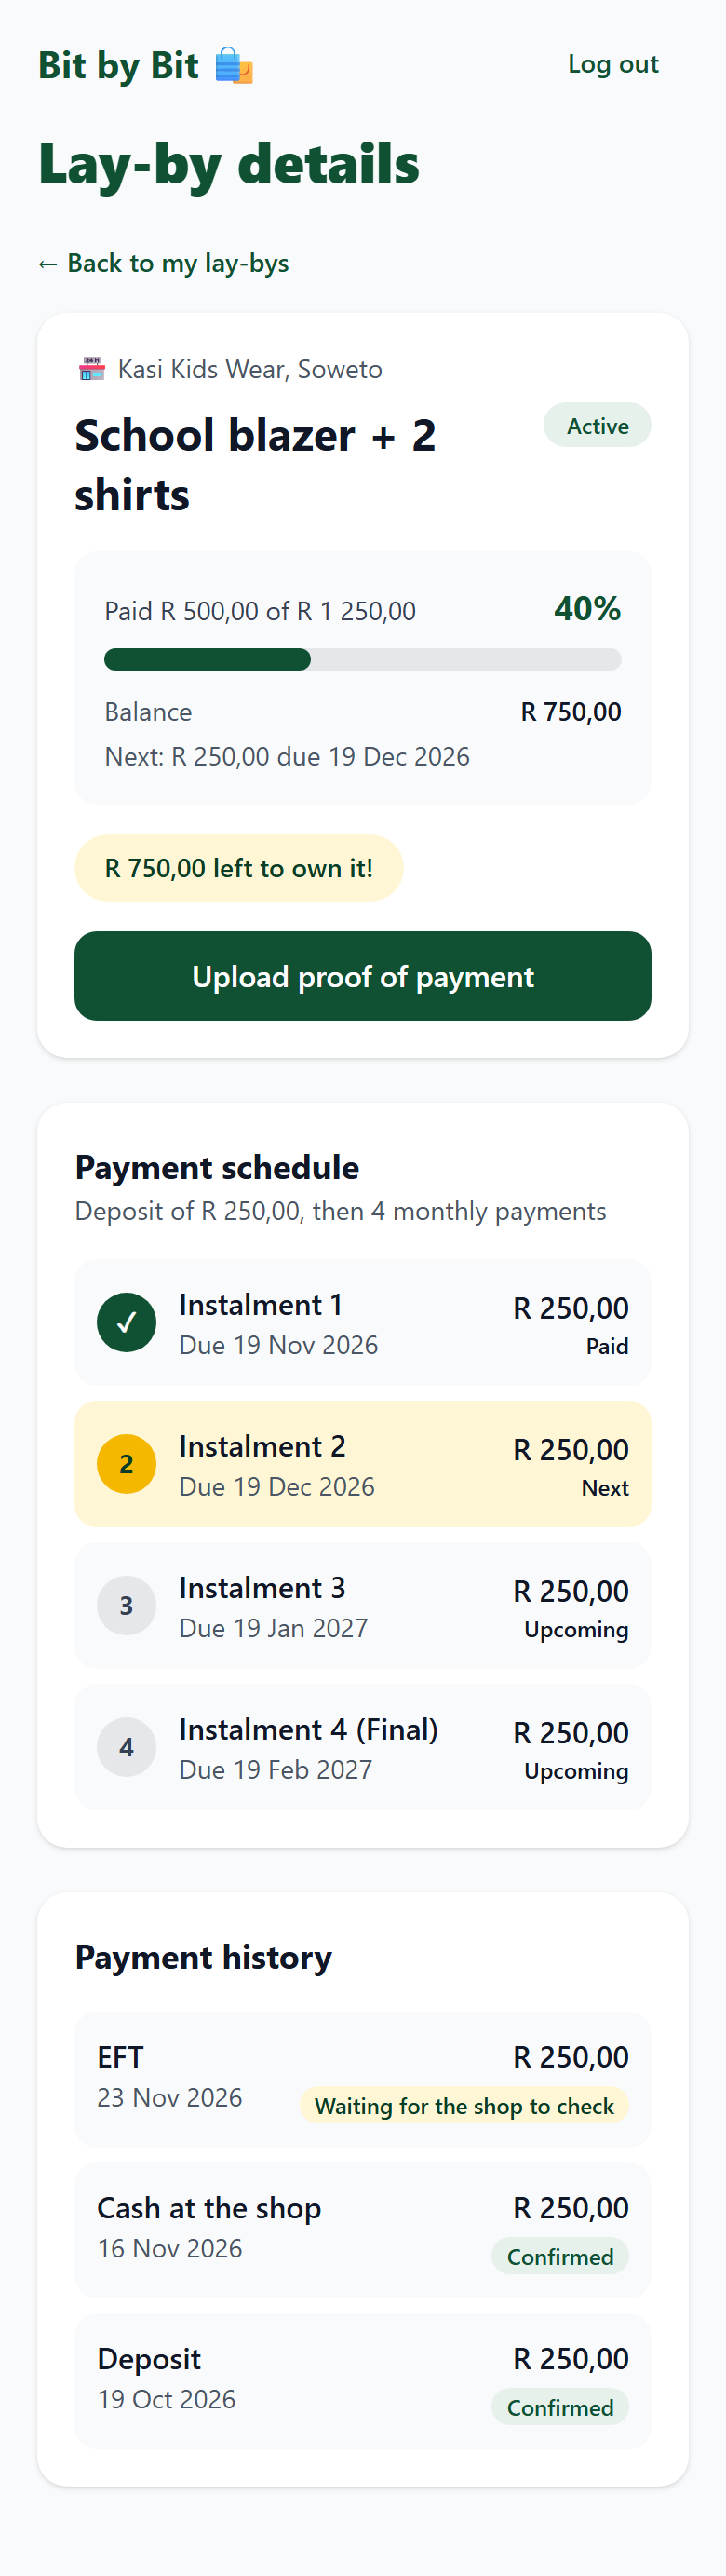 Bit by Bit
Log out
Lay-by details
← Back to my lay-bys
24 H
Kasi Kids Wear, Soweto
School blazer + 2
shirts
Active
Paid R 500,00 of R 1 250,00
40%
Balance
R 750,00
Next: R 250,00 due 19 Dec 2026
R 750,00 left to own it!
Upload proof of payment
Payment schedule
Deposit of R 250,00, then 4 monthly payments
✓
Instalment 1
R 250,00
Due 19 Nov 2026
Paid
2
Instalment 2
R 250,00
Due 19 Dec 2026
Next
3
Instalment 3
R 250,00
Due 19 Jan 2027
Upcoming
4
Instalment 4 (Final)
R 250,00
Due 19 Feb 2027
Upcoming
Payment history
EFT
R 250,00
23 Nov 2026
Waiting for the shop to check
Cash at the shop
R 250,00
16 Nov 2026
Confirmed
Deposit
R 250,00
19 Oct 2026
Confirmed